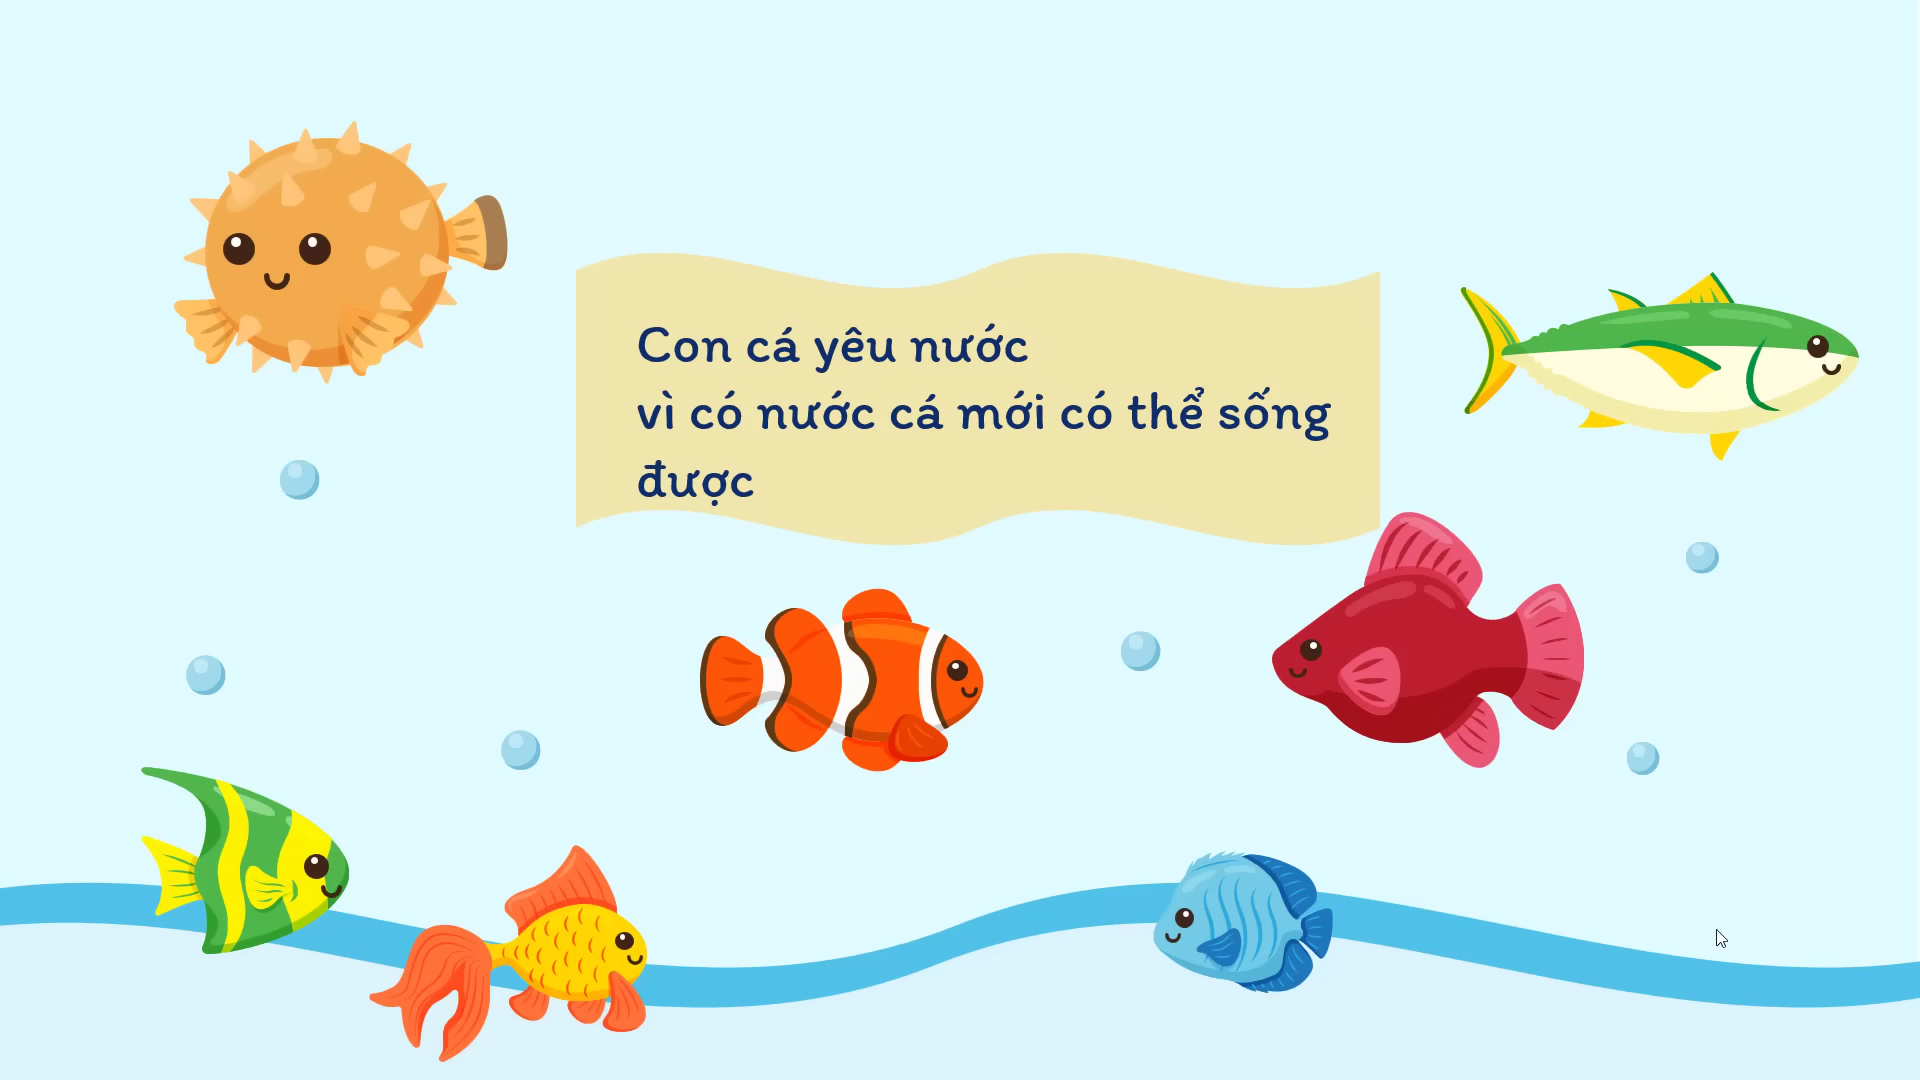 Con cá yêu nước
vì có nước cá mới có thể sống
được